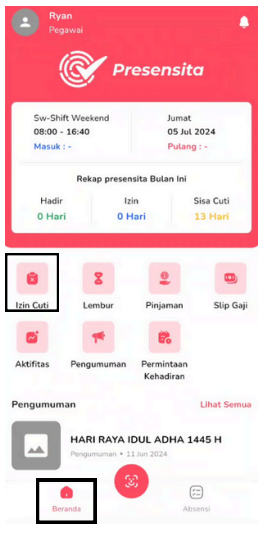 Ryan
Pegawai
Presensita
Sw-Shift Weekend
08:00 - 16:40
Masuk : -
Jumat
05 Jul 2024
Pulang : -
Rekap presensita Bulan Ini
Hadir
0 Hari
Izin
0 Hari
Sisa Cuti
13 Hari
Izin Cuti
Lembur
Pinjaman
Slip Gaji
Aktifitas
Pengumuman
Permintaan
Kehadiran
Pengumuman
Lihat Semua
HARI RAYA IDUL ADHA 1445 H
Pengumuman • 11 Jun 2024
Beranda
Absensi